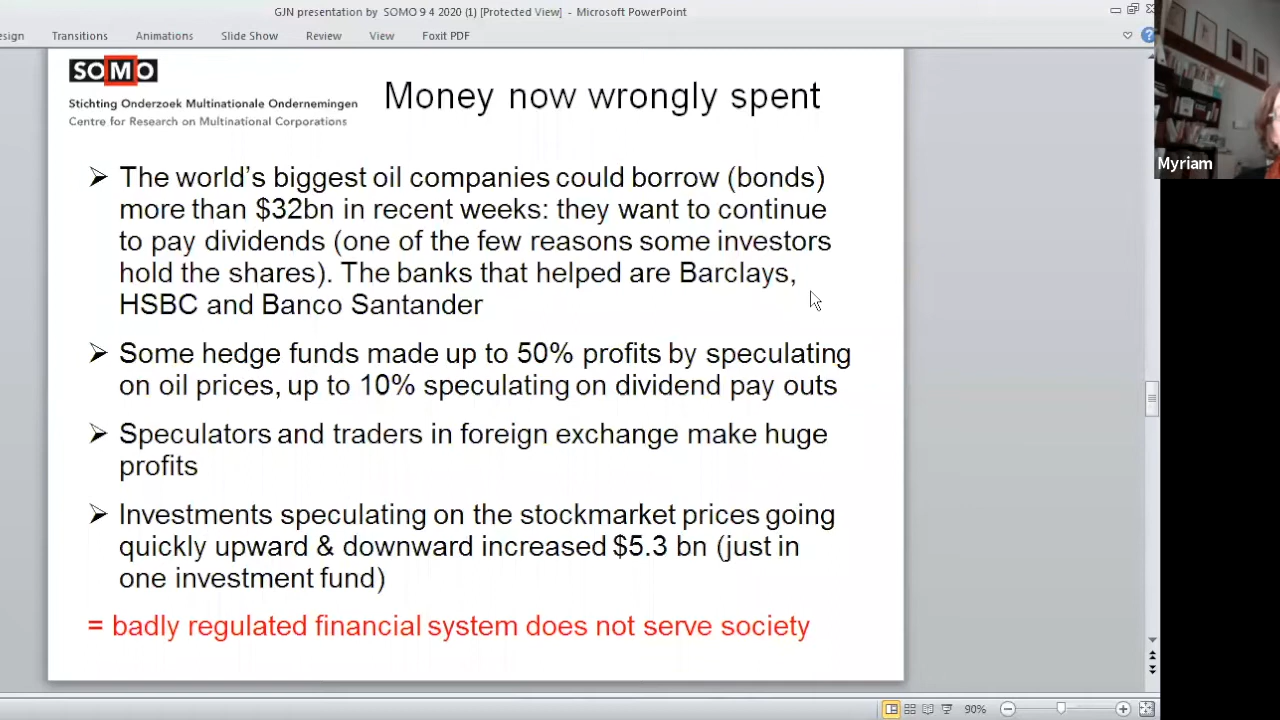 GJN presentation by SOMO 9 4 2020 (1) [Protected View] - Microsoft PowerPoint
esign Transitions Animations Slide Show Review View Foxit PDF
SOMO
Stichting Onderzoek Multinationale Ondernemingen
Centre for Research on Multinational Corporations
Money now wrongly spent
➢ The world's biggest oil companies could borrow (bonds)
more than $32bn in recent weeks: they want to continue
to pay dividends (one of the few reasons some investors
hold the shares). The banks that helped are Barclays,
HSBC and Banco Santander
➢ Some hedge funds made up to 50% profits by speculating
on oil prices, up to 10% speculating on dividend pay outs
➢ Speculators and traders in foreign exchange make huge
profits
➢ Investments speculating on the stockmarket prices going
quickly upward & downward increased $5.3 bn (just in
one investment fund)
= badly regulated financial system does not serve society
Myriam
90%